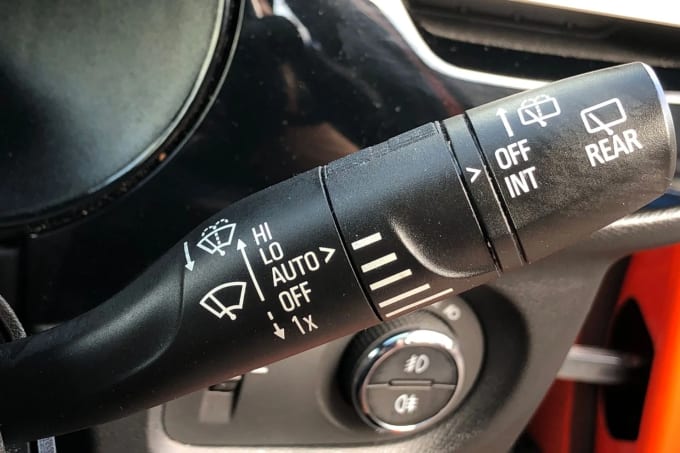 HI
LO
AUTO >
OFF
1x
> OFF
INT
REAR